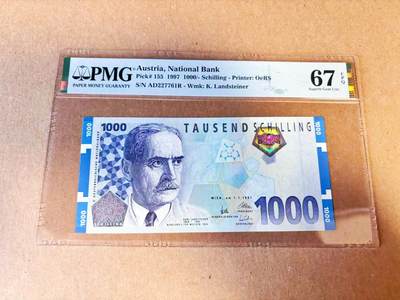 PMG
PAPER MONEY GUARANTY
Austria, National Bank
Pick# 155 1997 1000/- Schilling - Printer: OeBS
S/N AD227761R - Wmk: K. Landsteiner
67 EPQ
Superb Gem Unc
1000
TAUSEND SCHILLING
1000
WIEN, am 1.1.1997
1000
1000